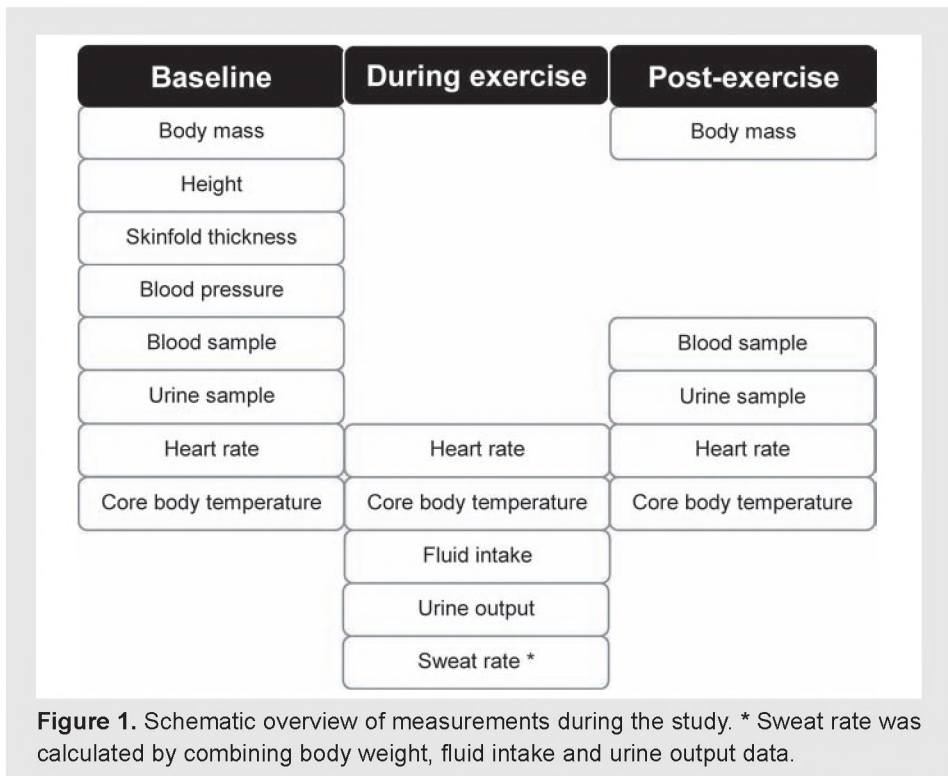 Baseline During exercise Post-exercise
Body mass Body mass
Height
Skinfold thickness
Blood pressure
Blood sample Blood sample
Urine sample Urine sample
Heart rate Heart rate Heart rate
Core body temperature Core body temperature Core body temperature
Fluid intake
Urine output
Sweat rate *
Figure 1. Schematic overview of measurements during the study. * Sweat rate was
calculated by combining body weight, fluid intake and urine output data.